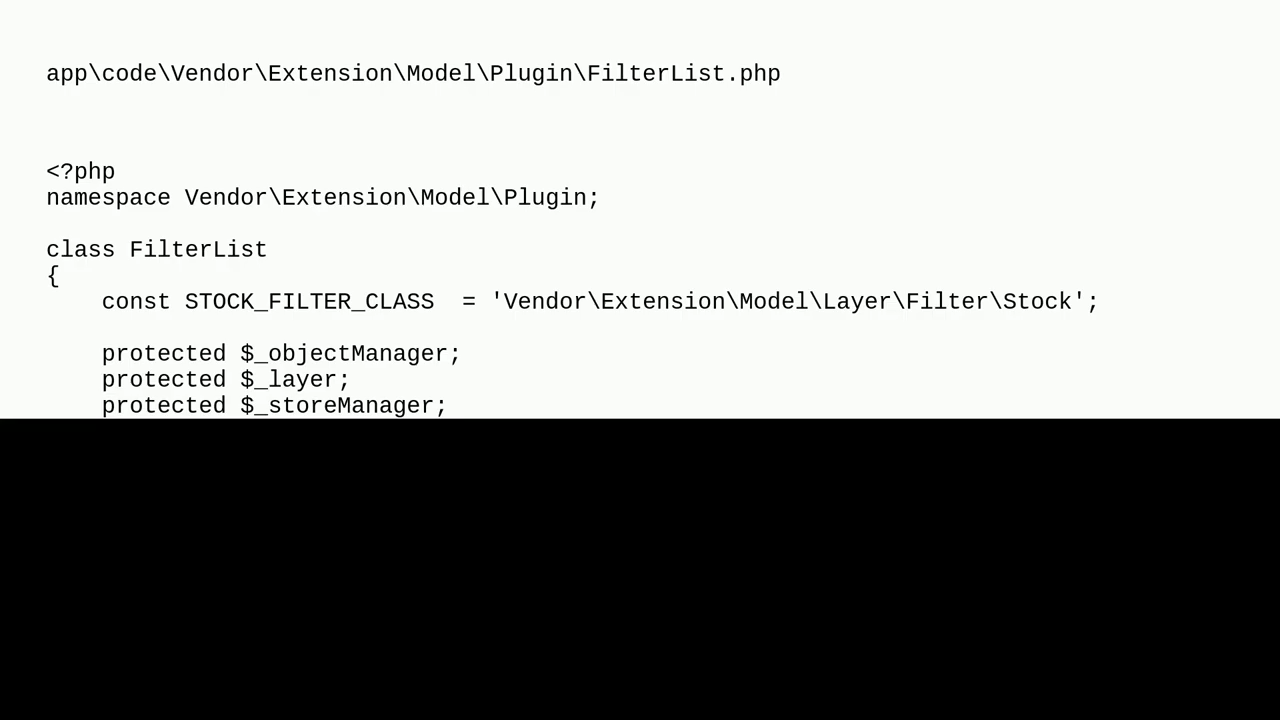 app\code\Vendor\Extension\Model\Plugin\FilterList.php
<?php
namespace Vendor\Extension\Model\Plugin;
class FilterList
{
    const STOCK_FILTER_CLASS  = 'Vendor\Extension\Model\Layer\Filter\Stock';
    protected $_objectManager;
    protected $_layer;
    protected $_storeManager;